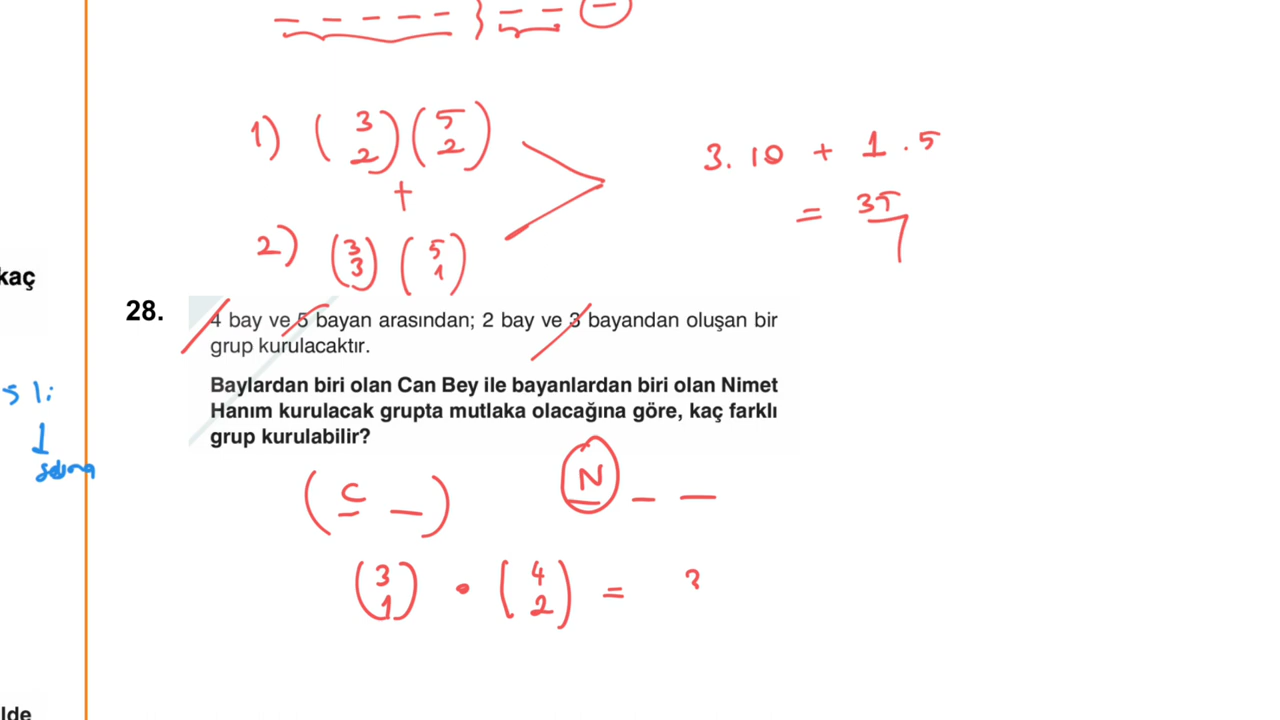 1) (3 2) (5 2)
+
2) (3 3) (5 1)
3.10 + 1.5
= 35
kaç
28.
4 bay ve 5 bayan arasından; 2 bay ve 3 bayandan oluşan bir
grup kurulacaktır.
Baylardan biri olan Can Bey ile bayanlardan biri olan Nimet
Hanım kurulacak grupta mutlaka olacağına göre, kaç farklı
grup kurulabilir?
5 li
1
(C _) N _ _
(3 1) . (4 2) = 3
lde